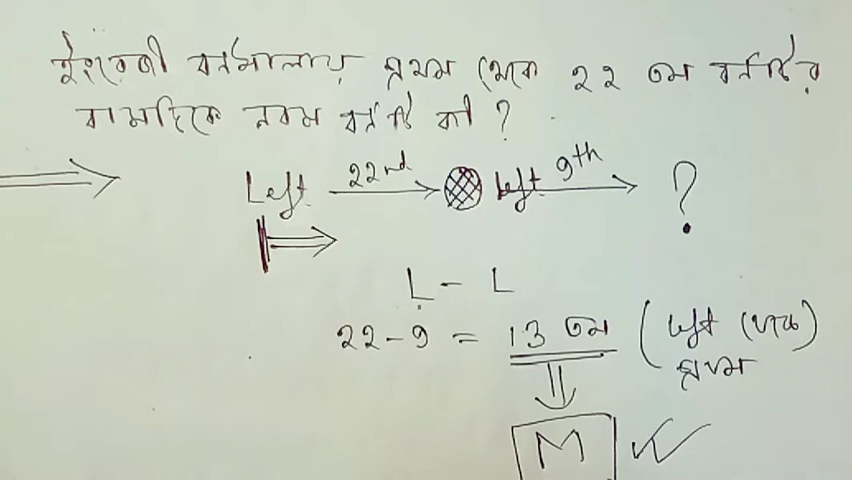 ইংরেজী বর্ণমালায় প্রথম থেকে ২২ তম বর্ণটির
বামদিকে নবম বর্ণটি কী ?
Left 22nd left 9th ?
L - L
22-9 = 13 তম (left থেকে)
প্রথম
M